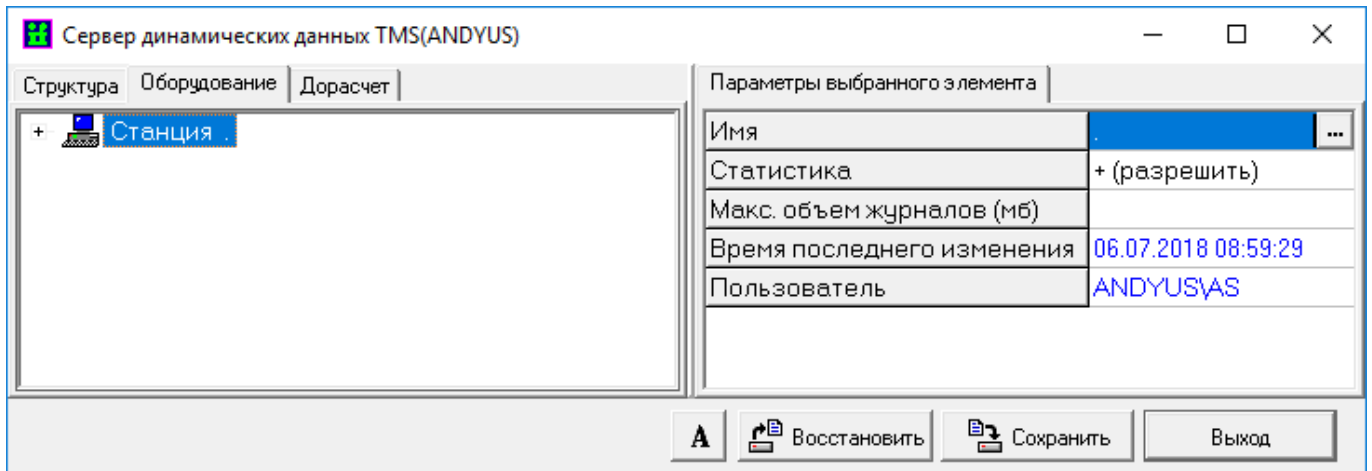 Сервер динамических данных TMS(ANDYUS)
Структура Оборудование Дорасчет
Параметры выбранного элемента
+ Станция .
Имя . ...
Статистика + (разрешить)
Макс. объем журналов (мб)
Время последнего изменения 06.07.2018 08:59:29
Пользователь ANDYUS\AS
A Восстановить Сохранить Выход